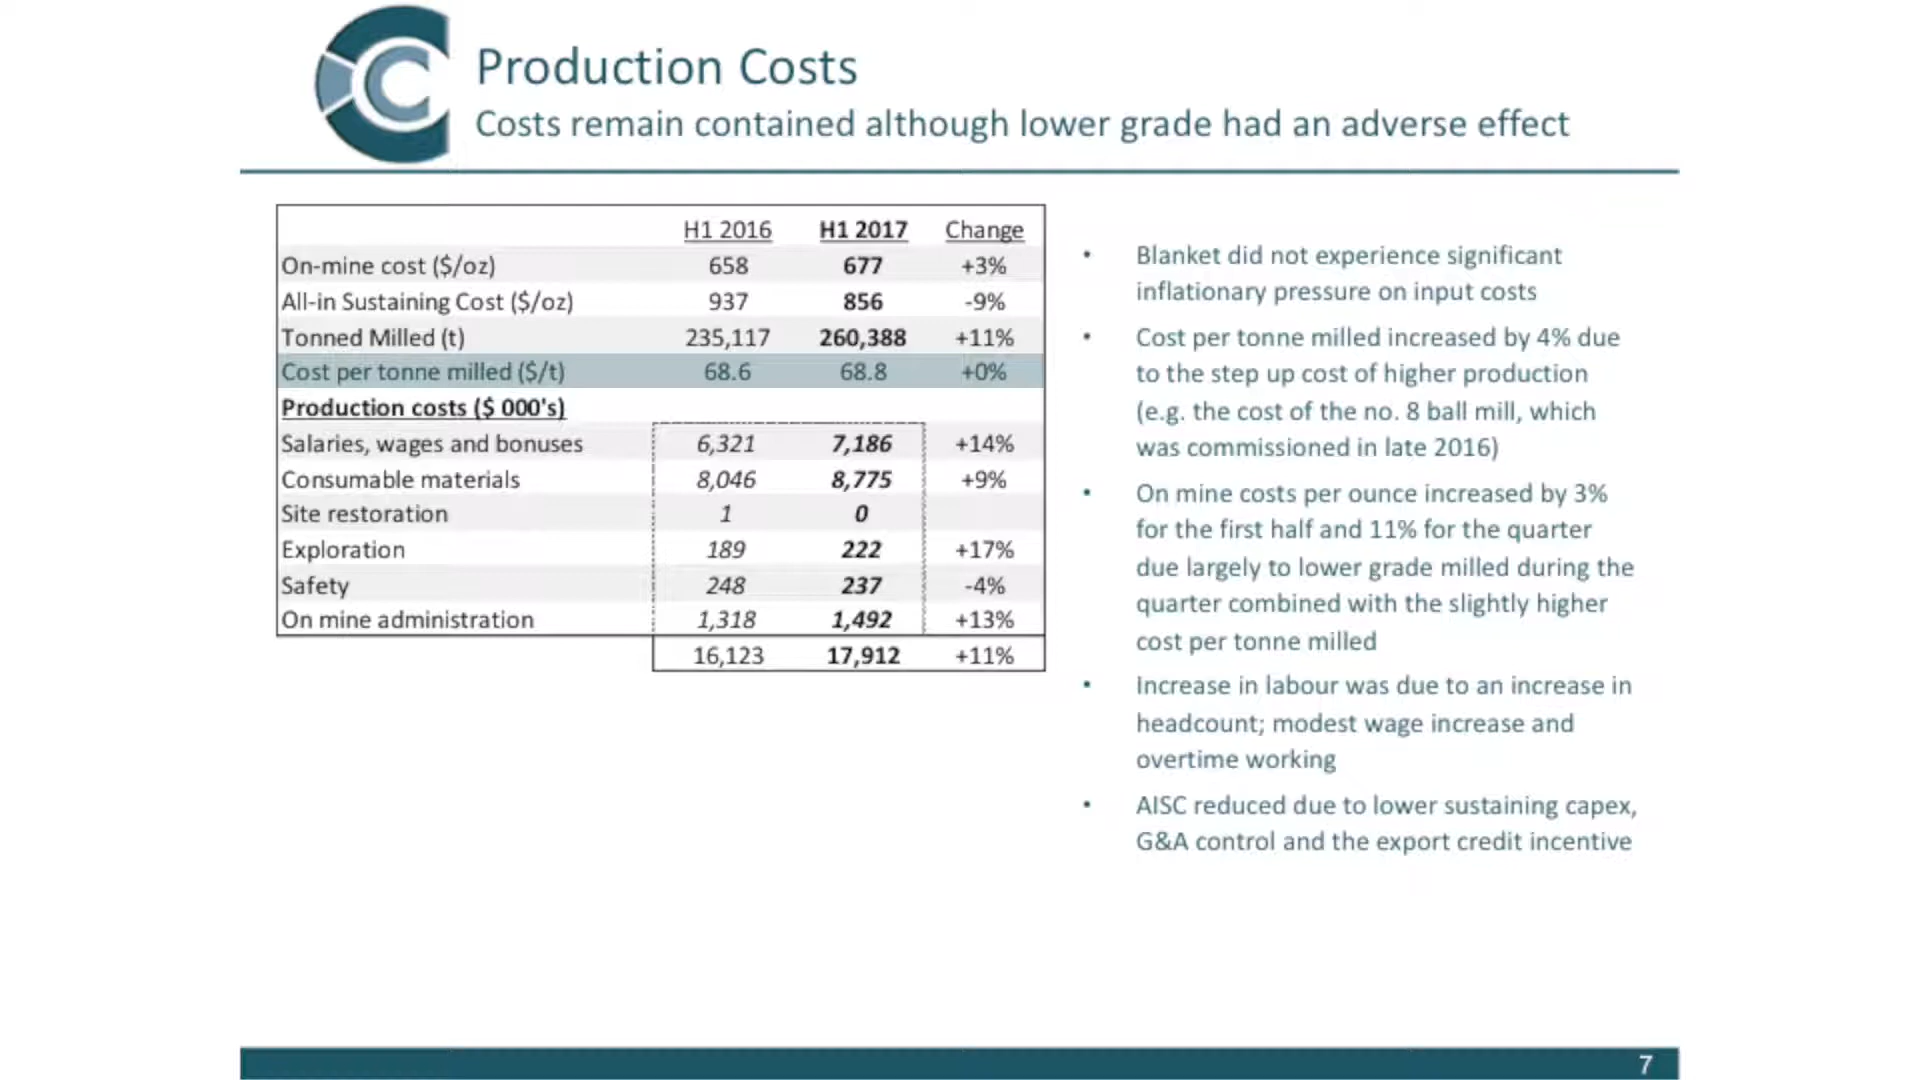 Production Costs
Costs remain contained although lower grade had an adverse effect
H1 2016 H1 2017 Change
On-mine cost ($/oz) 658 677 +3%
All-in Sustaining Cost ($/oz) 937 856 -9%
Tonned Milled (t) 235,117 260,388 +11%
Cost per tonne milled ($/t) 68.6 68.8 +0%
Production costs ($ 000's)
Salaries, wages and bonuses 6,321 7,186 +14%
Consumable materials 8,046 8,775 +9%
Site restoration 1 0
Exploration 189 222 +17%
Safety 248 237 -4%
On mine administration 1,318 1,492 +13%
16,123 17,912 +11%
• Blanket did not experience significant
inflationary pressure on input costs
• Cost per tonne milled increased by 4% due
to the step up cost of higher production
(e.g. the cost of the no. 8 ball mill, which
was commissioned in late 2016)
• On mine costs per ounce increased by 3%
for the first half and 11% for the quarter
due largely to lower grade milled during the
quarter combined with the slightly higher
cost per tonne milled
• Increase in labour was due to an increase in
headcount; modest wage increase and
overtime working
• AISC reduced due to lower sustaining capex,
G&A control and the export credit incentive
7